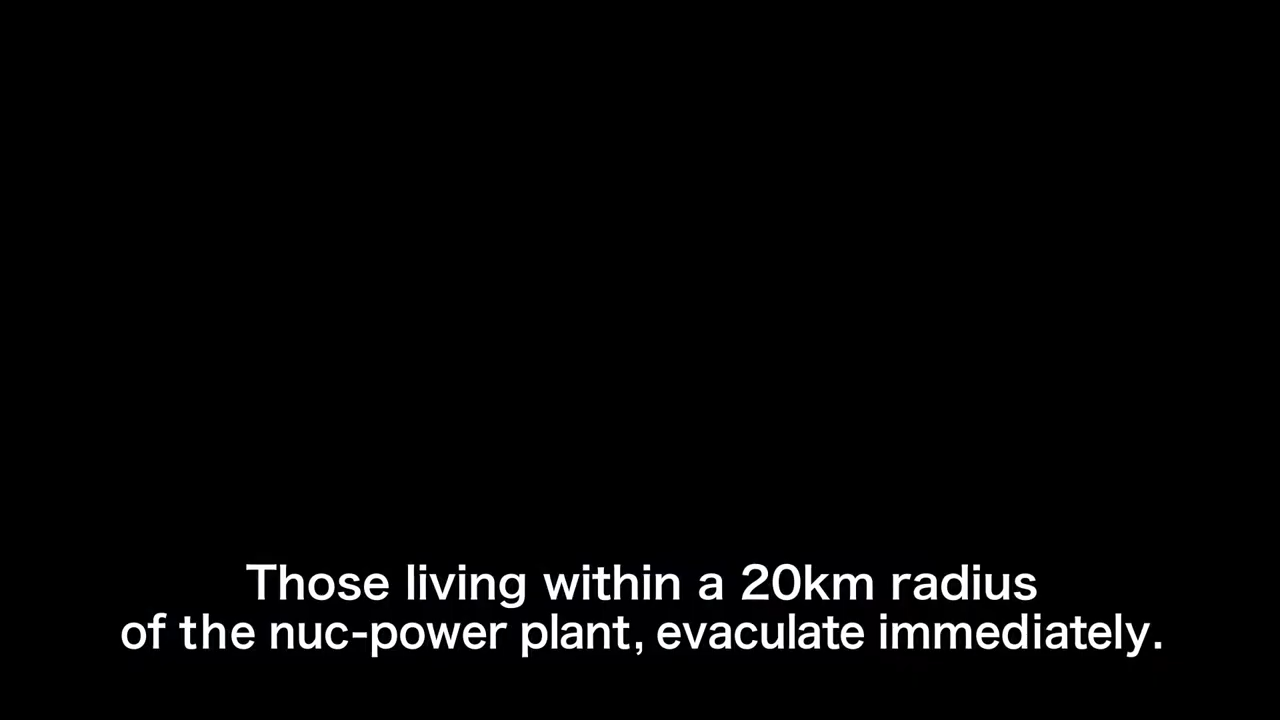 Those living within a 20km radius
of the nuc-power plant, evaculate immediately.